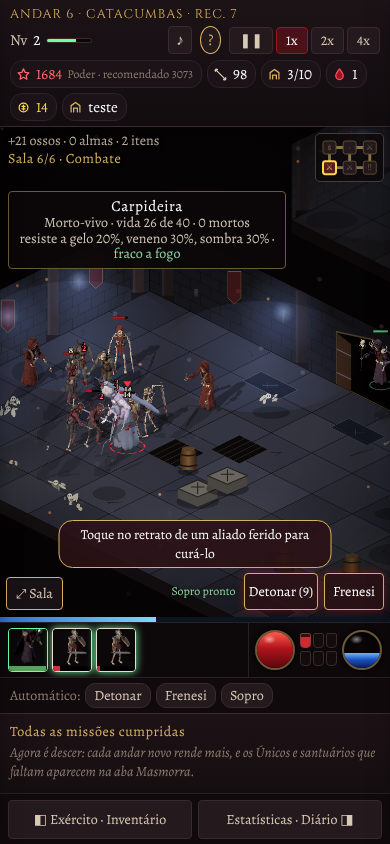 ANDAR 6 · CATACUMBAS · REC. 7
Nv 2
♪ ? ❚❚ 1x 2x 4x
1684 Poder · recomendado 3073
98
3/10
1
14
teste
+21 ossos · 0 almas · 2 itens
Sala 6/6 · Combate
Carpideira
Morto-vivo · vida 26 de 40 · 0 mortos
resiste a gelo 20%, veneno 30%, sombra 30% ·
fraco a fogo
Toque no retrato de um aliado ferido para
curá-lo
⤢ Sala
Sopro pronto
Detonar (9)
Frenesi
Automático: Detonar Frenesi Sopro
Todas as missões cumpridas
Agora é descer: cada andar novo rende mais, e os Únicos e santuários que
faltam aparecem na aba Masmorra.
◧ Exército · Inventário
Estatísticas · Diário ◨